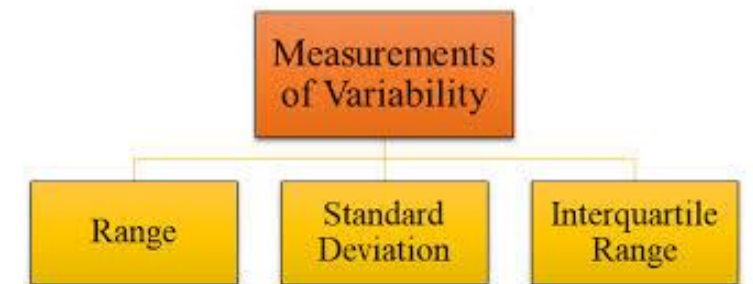 Measurements
of Variability
Range
Standard
Deviation
Interquartile
Range